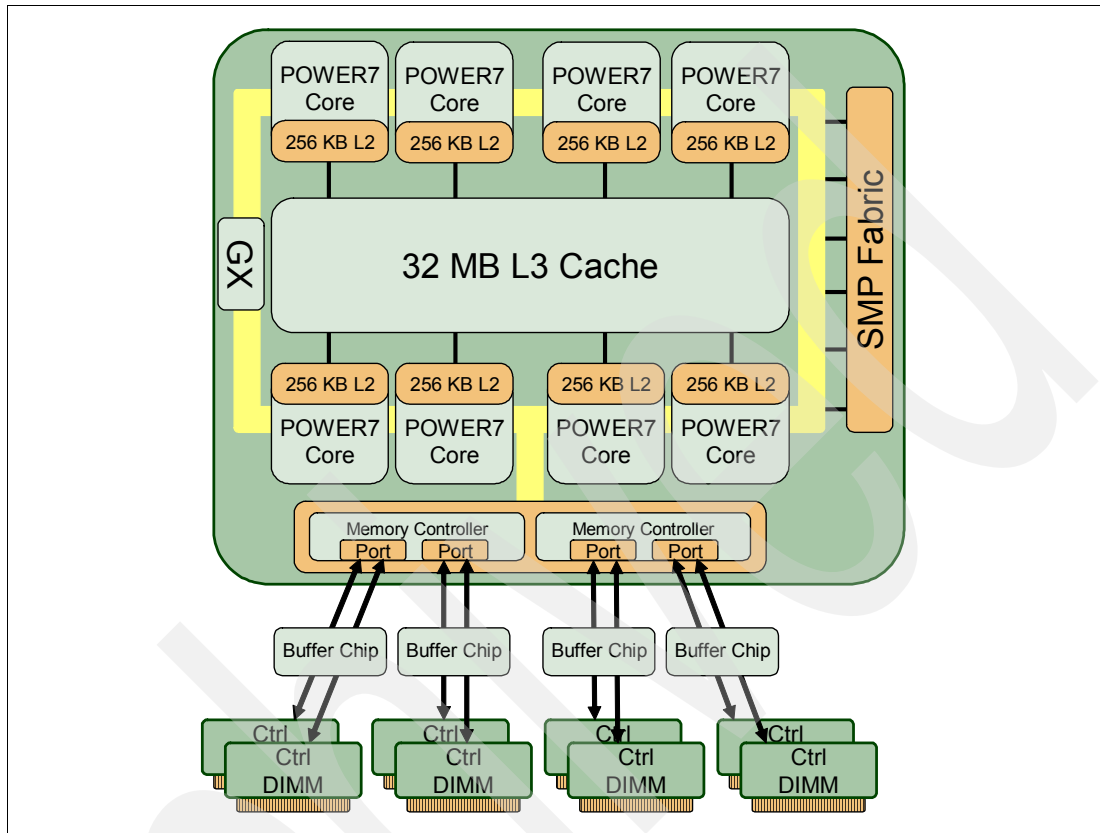 POWER7
Core
POWER7
Core
POWER7
Core
POWER7
Core
256 KB L2
256 KB L2
256 KB L2
256 KB L2
GX
32 MB L3 Cache
SMP Fabric
256 KB L2
256 KB L2
256 KB L2
256 KB L2
POWER7
Core
POWER7
Core
POWER7
Core
POWER7
Core
Memory Controller
Port
Port
Memory Controller
Port
Port
Buffer Chip
Buffer Chip
Buffer Chip
Buffer Chip
Ctrl
Ctrl
DIMM
Ctrl
Ctrl
DIMM
Ctrl
Ctrl
DIMM
Ctrl
Ctrl
DIMM